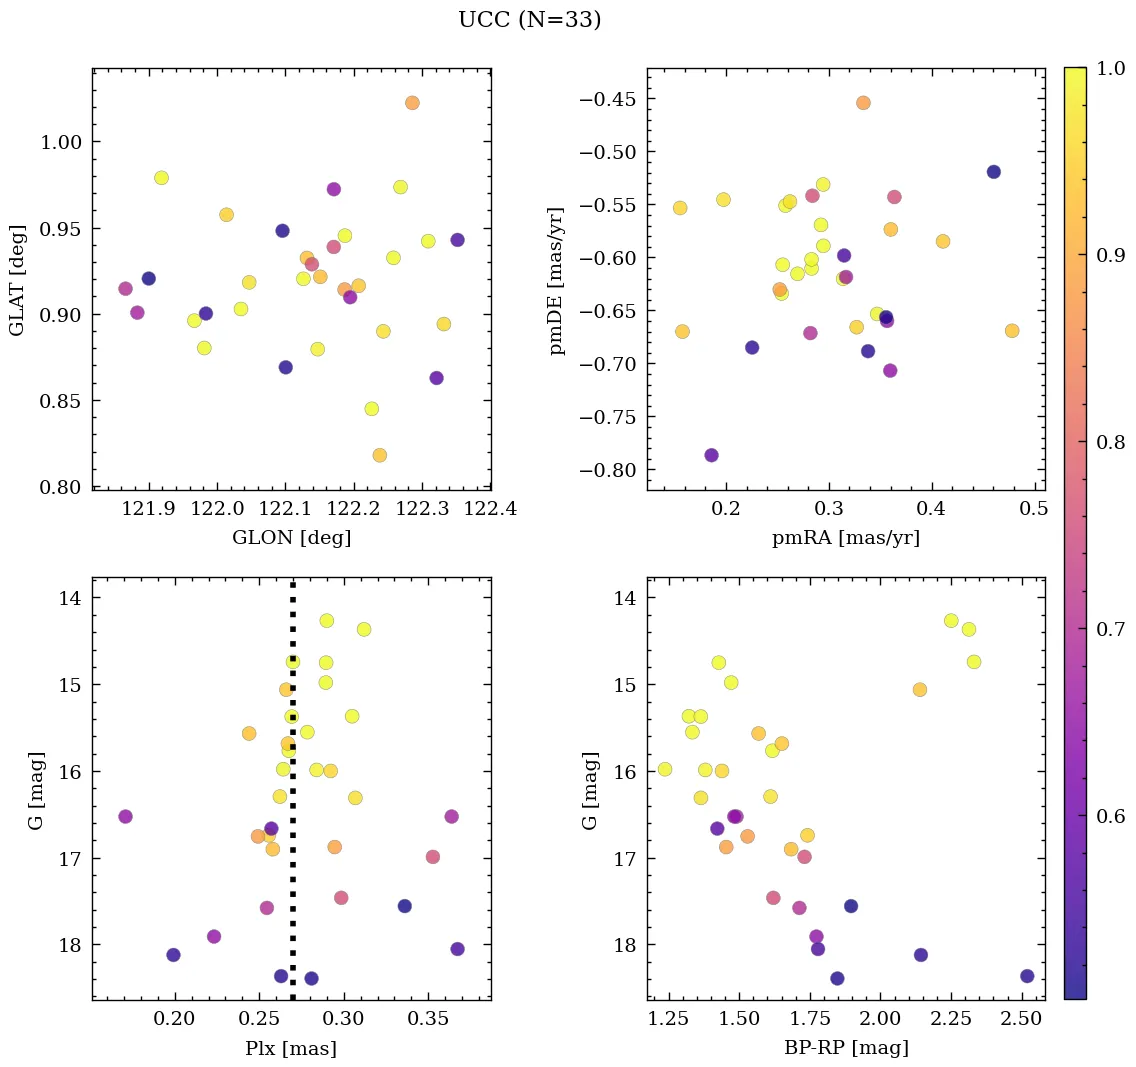 UCC (N=33)
1.00
0.95
0.90
0.85
0.80
GLAT [deg]
121.9 122.0 122.1 122.2 122.3 122.4
GLON [deg]
−0.45
−0.50
−0.55
−0.60
−0.65
−0.70
−0.75
−0.80
pmDE [mas/yr]
0.2 0.3 0.4 0.5
pmRA [mas/yr]
1.0
0.9
0.8
0.7
0.6
14
15
16
17
18
G [mag]
0.20 0.25 0.30 0.35
Plx [mas]
14
15
16
17
18
G [mag]
1.25 1.50 1.75 2.00 2.25 2.50
BP-RP [mag]